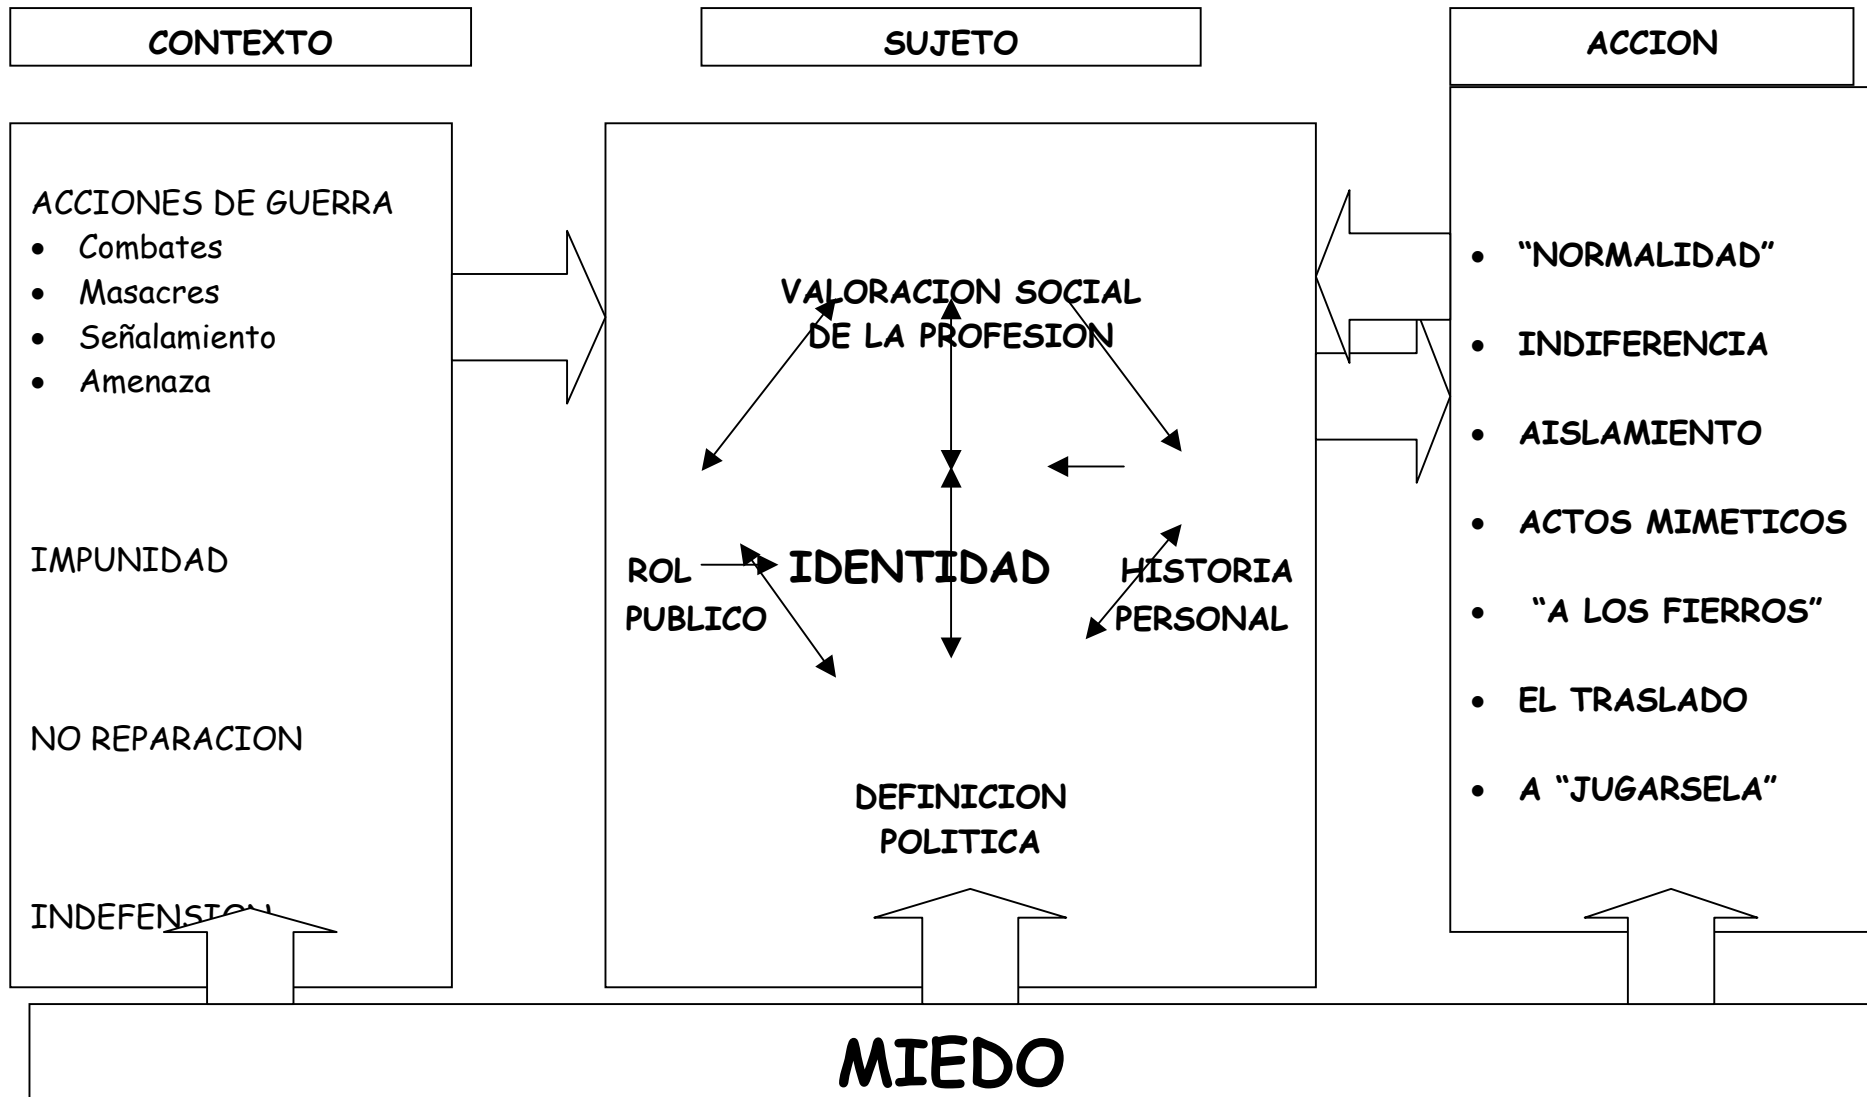 CONTEXTO
SUJETO
ACCION
ACCIONES DE GUERRA
• Combates
• Masacres
• Señalamiento
• Amenaza
IMPUNIDAD
NO REPARACION
INDEFENSION
VALORACION SOCIAL
DE LA PROFESION
ROL
PUBLICO
IDENTIDAD
HISTORIA
PERSONAL
DEFINICION
POLITICA
• “NORMALIDAD”
• INDIFERENCIA
• AISLAMIENTO
• ACTOS MIMETICOS
• “A LOS FIERROS”
• EL TRASLADO
• A “JUGARSELA”
MIEDO